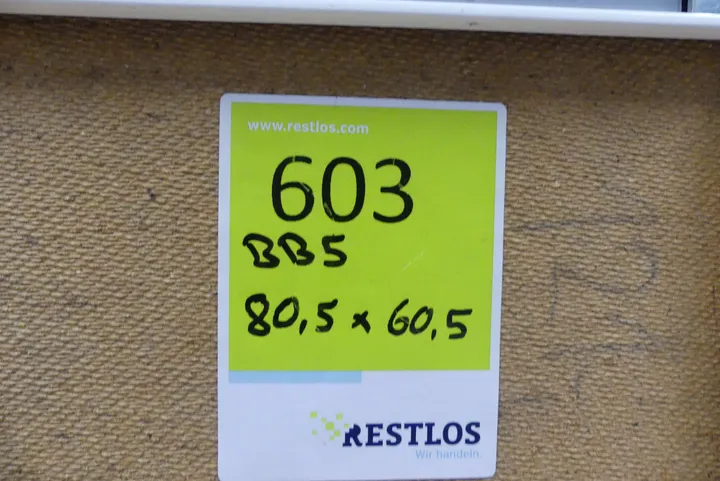 www.restlos.com
603
BB5
80,5 x 60,5
RESTLOS
Wir handeln.